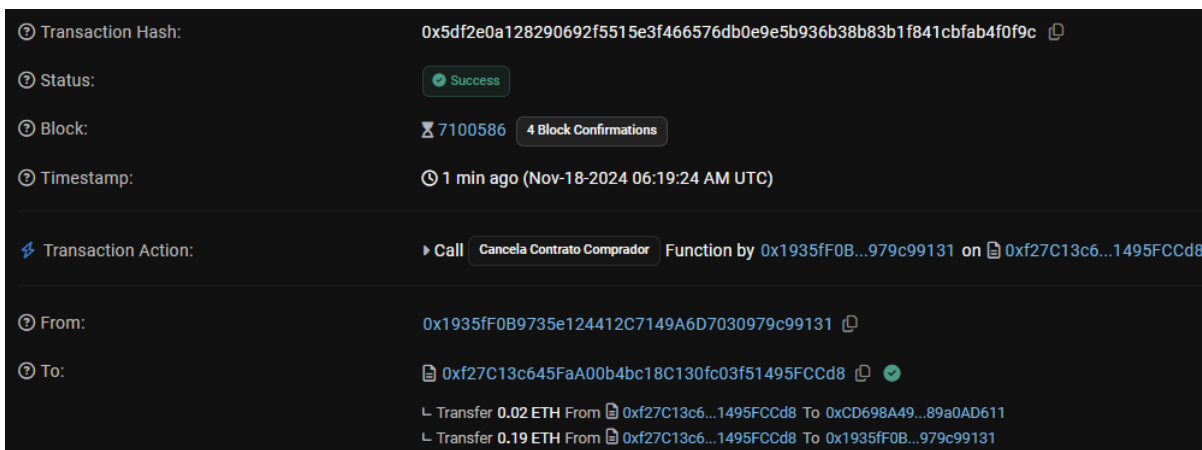 Transaction Hash: 0x5df2e0a128290692f5515e3f466576db0e9e5b936b38b83b1f841cbfab4f0f9c
Status: Success
Block: 7100586 4 Block Confirmations
Timestamp: 1 min ago (Nov-18-2024 06:19:24 AM UTC)
Transaction Action: Call Cancela Contrato Comprador Function by 0x1935fF0B...979c99131 on 0xf27C13c6...1495FCCd8
From: 0x1935fF0B9735e124412C7149A6D7030979c99131
To: 0xf27C13c645FaA00b4bc18C130fc03f51495FCCd8
Transfer 0.02 ETH From 0xf27C13c6...1495FCCd8 To 0xCD698A49...89a0AD611
Transfer 0.19 ETH From 0xf27C13c6...1495FCCd8 To 0x1935fF0B...979c99131